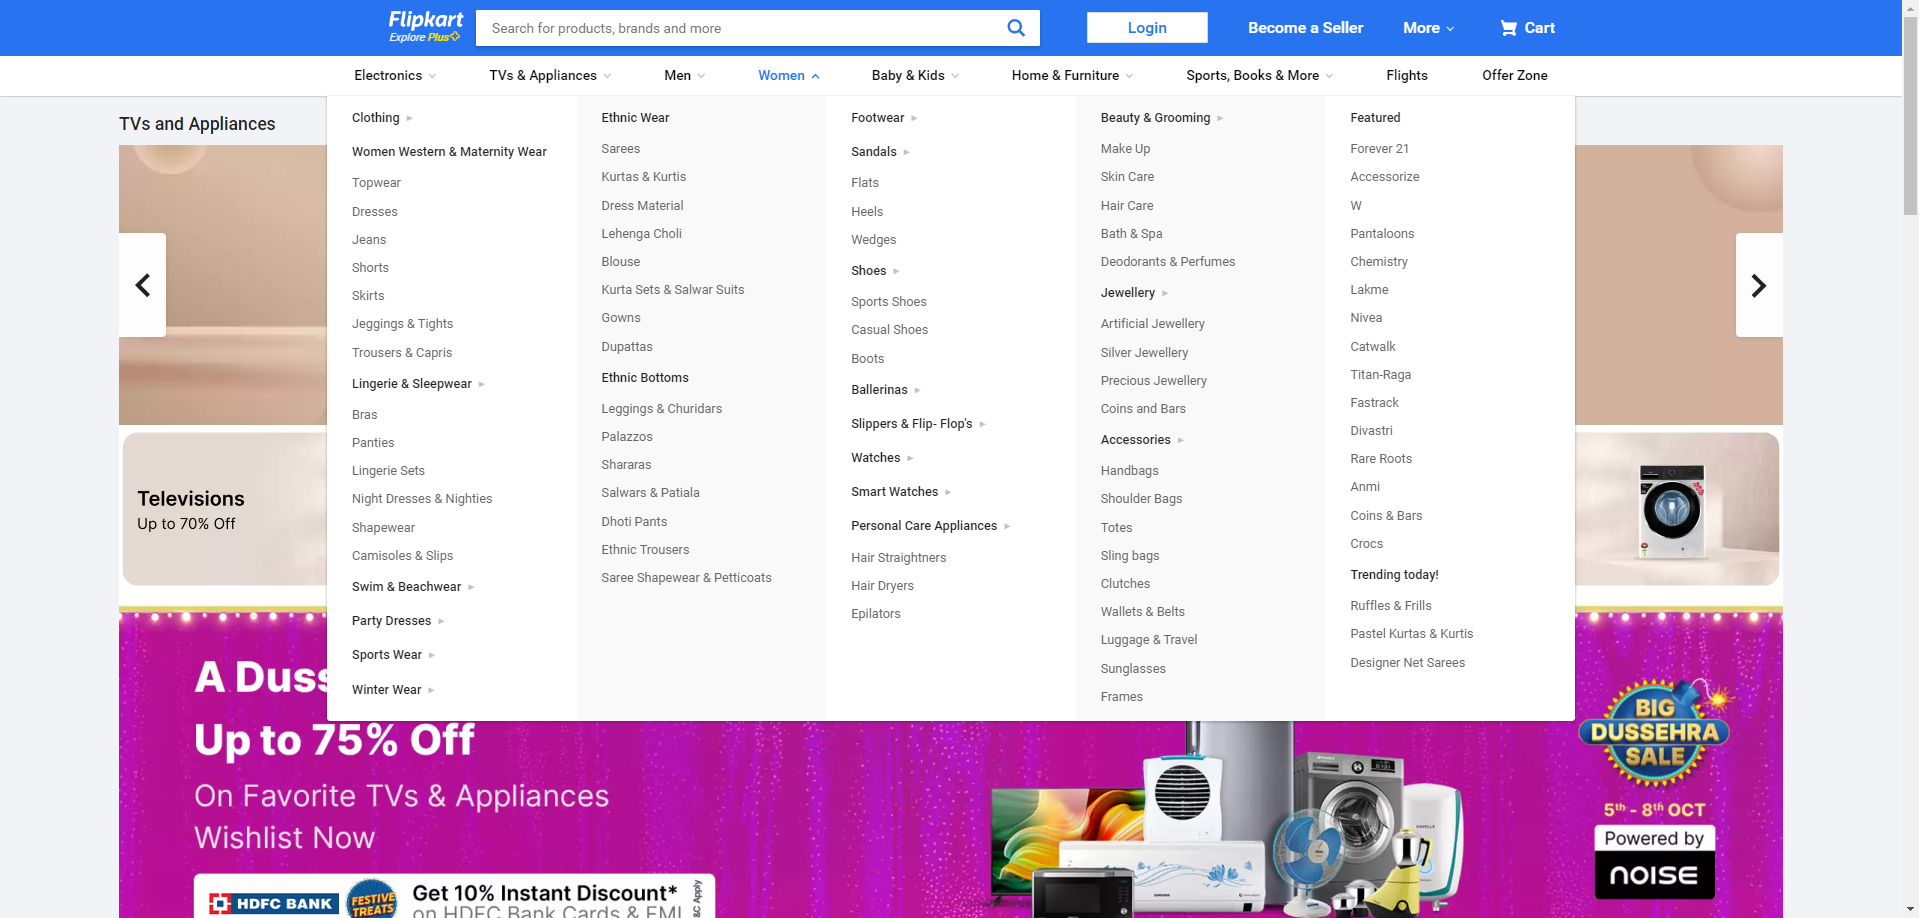 Flipkart
Explore Plus
Search for products, brands and more
Login
Become a Seller
More
Cart
Electronics
TVs & Appliances
Men
Women
Baby & Kids
Home & Furniture
Sports, Books & More
Flights
Offer Zone
TVs and Appliances
Clothing
Women Western & Maternity Wear
Topwear
Dresses
Jeans
Shorts
Skirts
Jeggings & Tights
Trousers & Capris
Lingerie & Sleepwear
Bras
Panties
Lingerie Sets
Night Dresses & Nighties
Shapewear
Camisoles & Slips
Swim & Beachwear
Party Dresses
Sports Wear
Winter Wear
Ethnic Wear
Sarees
Kurtas & Kurtis
Dress Material
Lehenga Choli
Blouse
Kurta Sets & Salwar Suits
Gowns
Dupattas
Ethnic Bottoms
Leggings & Churidars
Palazzos
Shararas
Salwars & Patiala
Dhoti Pants
Ethnic Trousers
Saree Shapewear & Petticoats
Footwear
Sandals
Flats
Heels
Wedges
Shoes
Sports Shoes
Casual Shoes
Boots
Ballerinas
Slippers & Flip- Flop's
Watches
Smart Watches
Personal Care Appliances
Hair Straightners
Hair Dryers
Epilators
Beauty & Grooming
Make Up
Skin Care
Hair Care
Bath & Spa
Deodorants & Perfumes
Jewellery
Artificial Jewellery
Silver Jewellery
Precious Jewellery
Coins and Bars
Accessories
Handbags
Shoulder Bags
Totes
Sling bags
Clutches
Wallets & Belts
Luggage & Travel
Sunglasses
Frames
Featured
Forever 21
Accessorize
W
Pantaloons
Chemistry
Lakme
Nivea
Catwalk
Titan-Raga
Fastrack
Divastri
Rare Roots
Anmi
Coins & Bars
Crocs
Trending today!
Ruffles & Frills
Pastel Kurtas & Kurtis
Designer Net Sarees
Televisions
Up to 70% Off
A Duss
Up to 75% Off
On Favorite TVs & Appliances
Wishlist Now
HDFC BANK
FESTIVE
TREATS
Get 10% Instant Discount*
on HDFC Bank Cards & EMI
&C Apply
BIG
DUSSEHRA
SALE
5th - 8th OCT
Powered by
noise